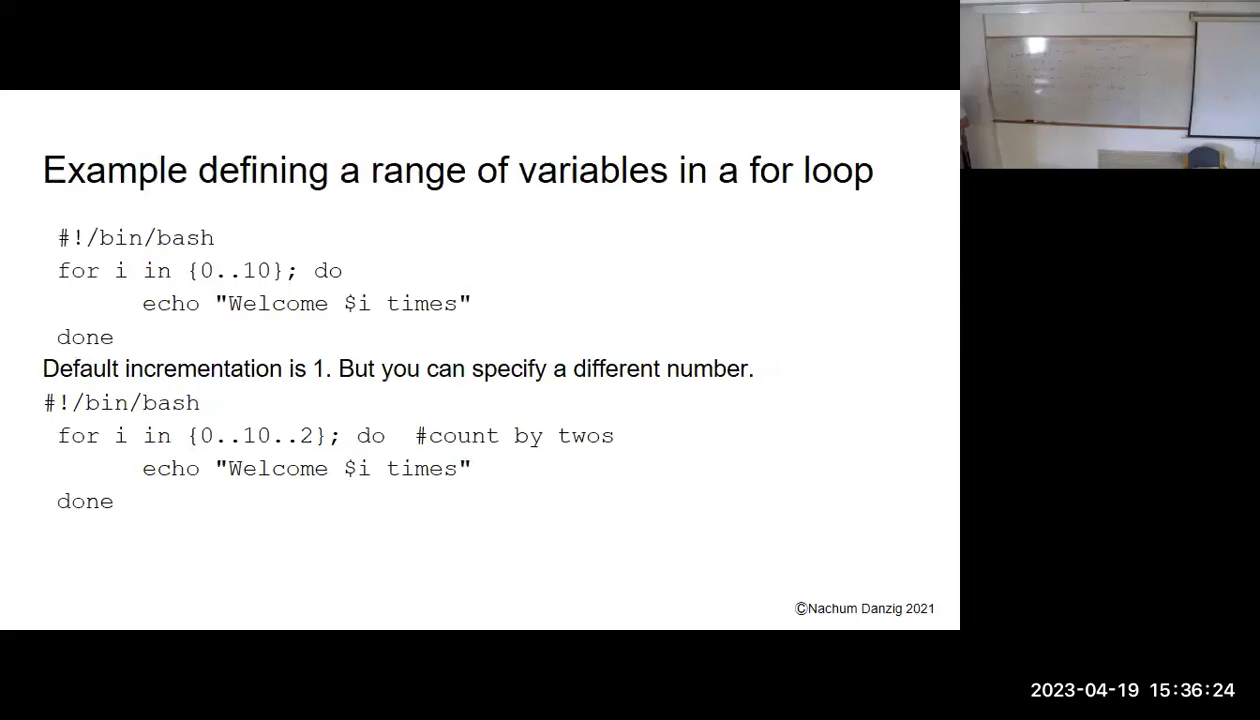 Example defining a range of variables in a for loop
#!/bin/bash
for i in {0..10}; do
echo "Welcome $i times"
done
Default incrementation is 1. But you can specify a different number.
#!/bin/bash
for i in {0..10..2}; do #count by twos
echo "Welcome $i times"
done
©Nachum Danzig 2021
2023-04-19 15:36:24